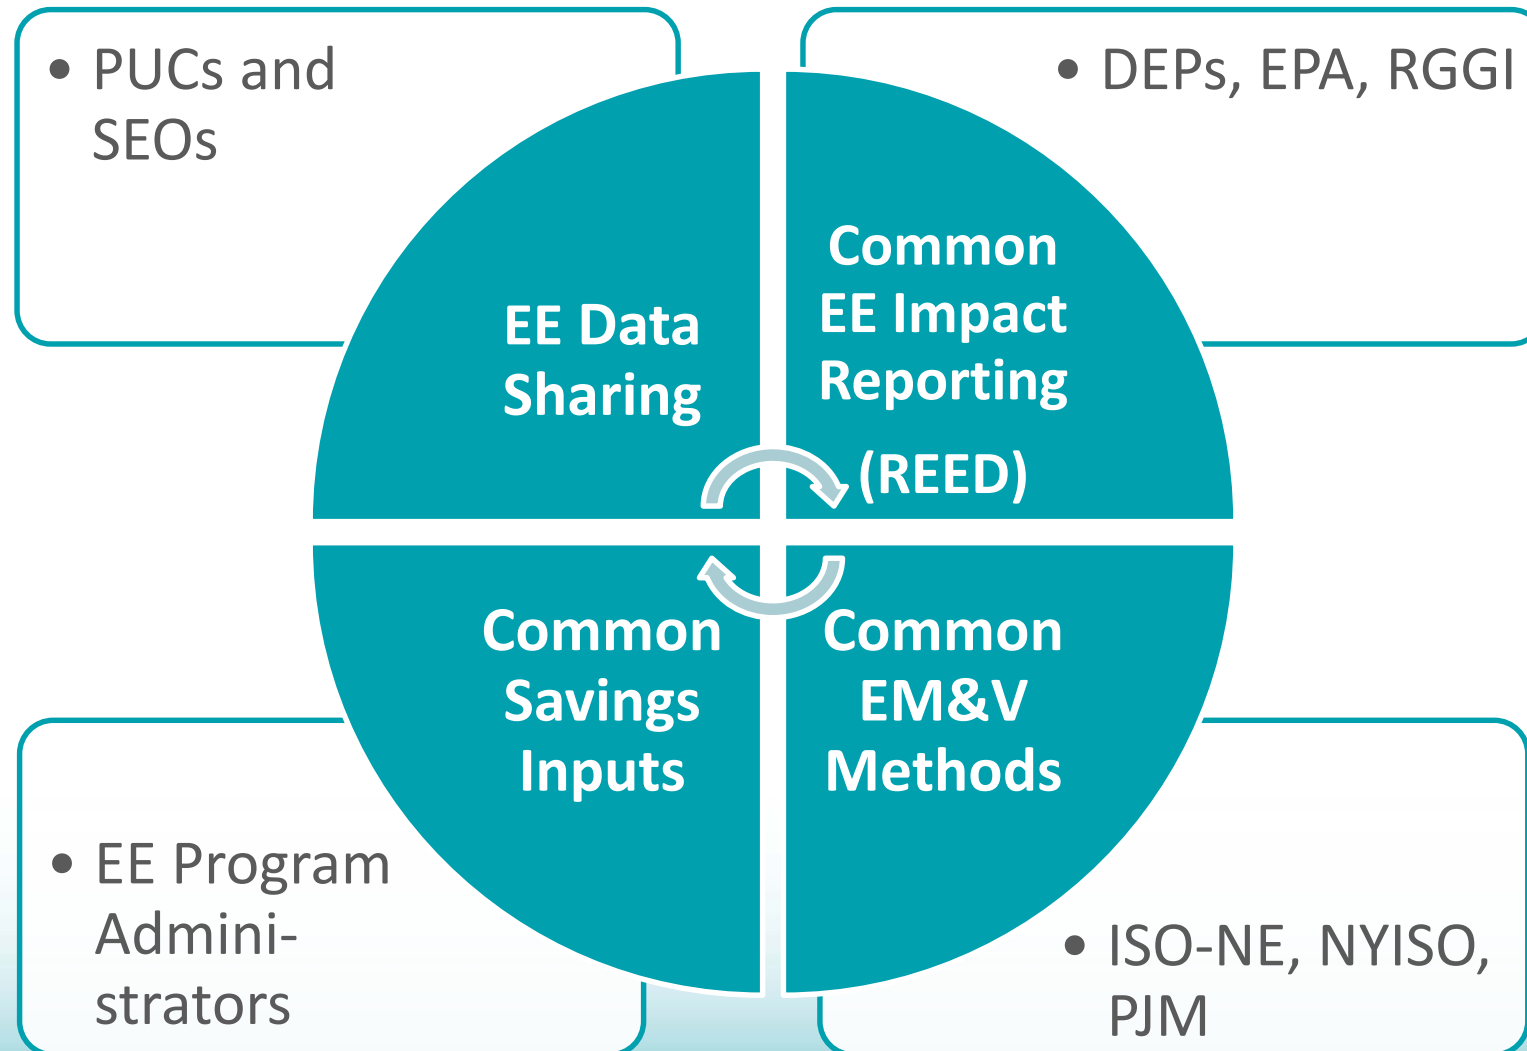 • PUCs and
SEOs
• DEPs, EPA, RGGI
EE Data
Sharing
Common
EE Impact
Reporting
(REED)
Common
Savings
Inputs
Common
EM&V
Methods
• EE Program
Admini-
strators
• ISO-NE, NYISO,
PJM